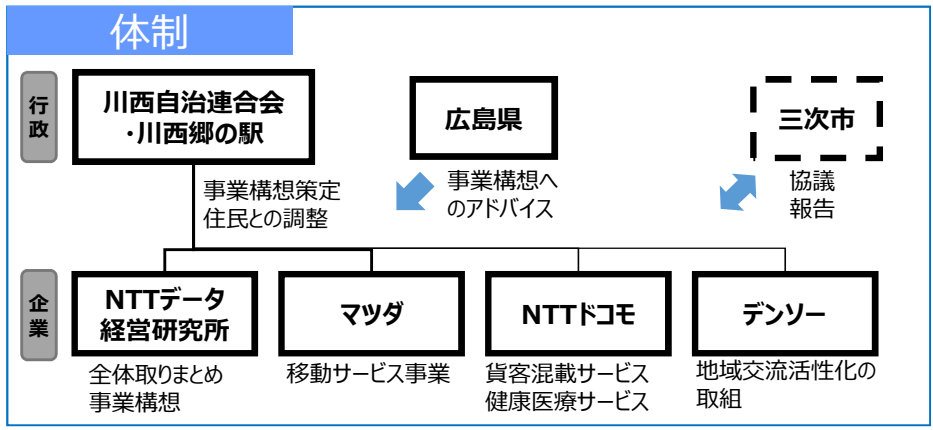 体制
行政
川西自治連合会
・川西郷の駅
広島県
三次市
事業構想策定
住民との調整
事業構想へ
のアドバイス
協議
報告
企業
NTTデータ
経営研究所
マツダ
NTTドコモ
デンソー
全体取りまとめ
事業構想
移動サービス事業
貨客混載サービス
健康医療サービス
地域交流活性化の
取組